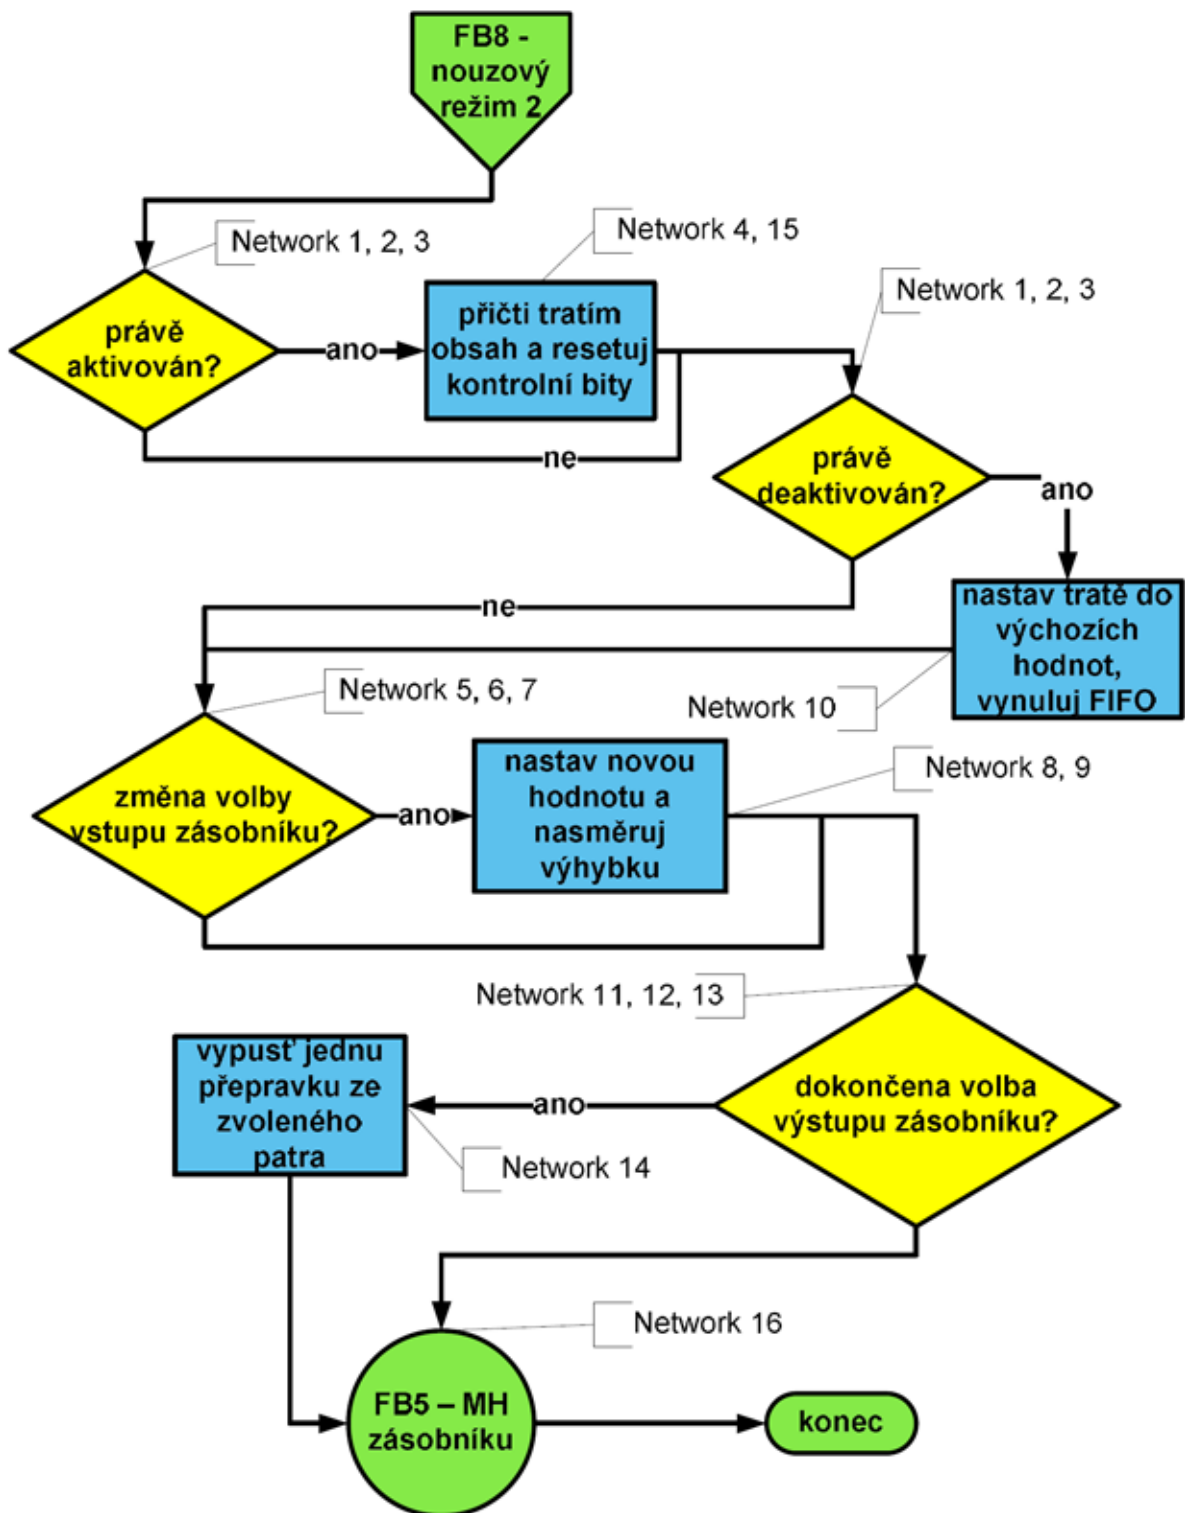 FB8 -
nouzový
režim 2
Network 1, 2, 3
Network 4, 15
Network 1, 2, 3
právě
aktivován?
ano
přičti tratím
obsah a resetuj
kontrolní bity
ne
právě
deaktivován?
ano
ne
nastav tratě do
výchozích
hodnot,
vynuluj FIFO
Network 5, 6, 7
Network 10
změna volby
vstupu zásobníku?
ano
nastav novou
hodnotu a
nasměruj
výhybku
Network 8, 9
Network 11, 12, 13
vypusť jednu
přepravku ze
zvoleného
patra
ano
dokončena volba
výstupu zásobníku?
Network 14
Network 16
FB5 – MH
zásobníku
konec